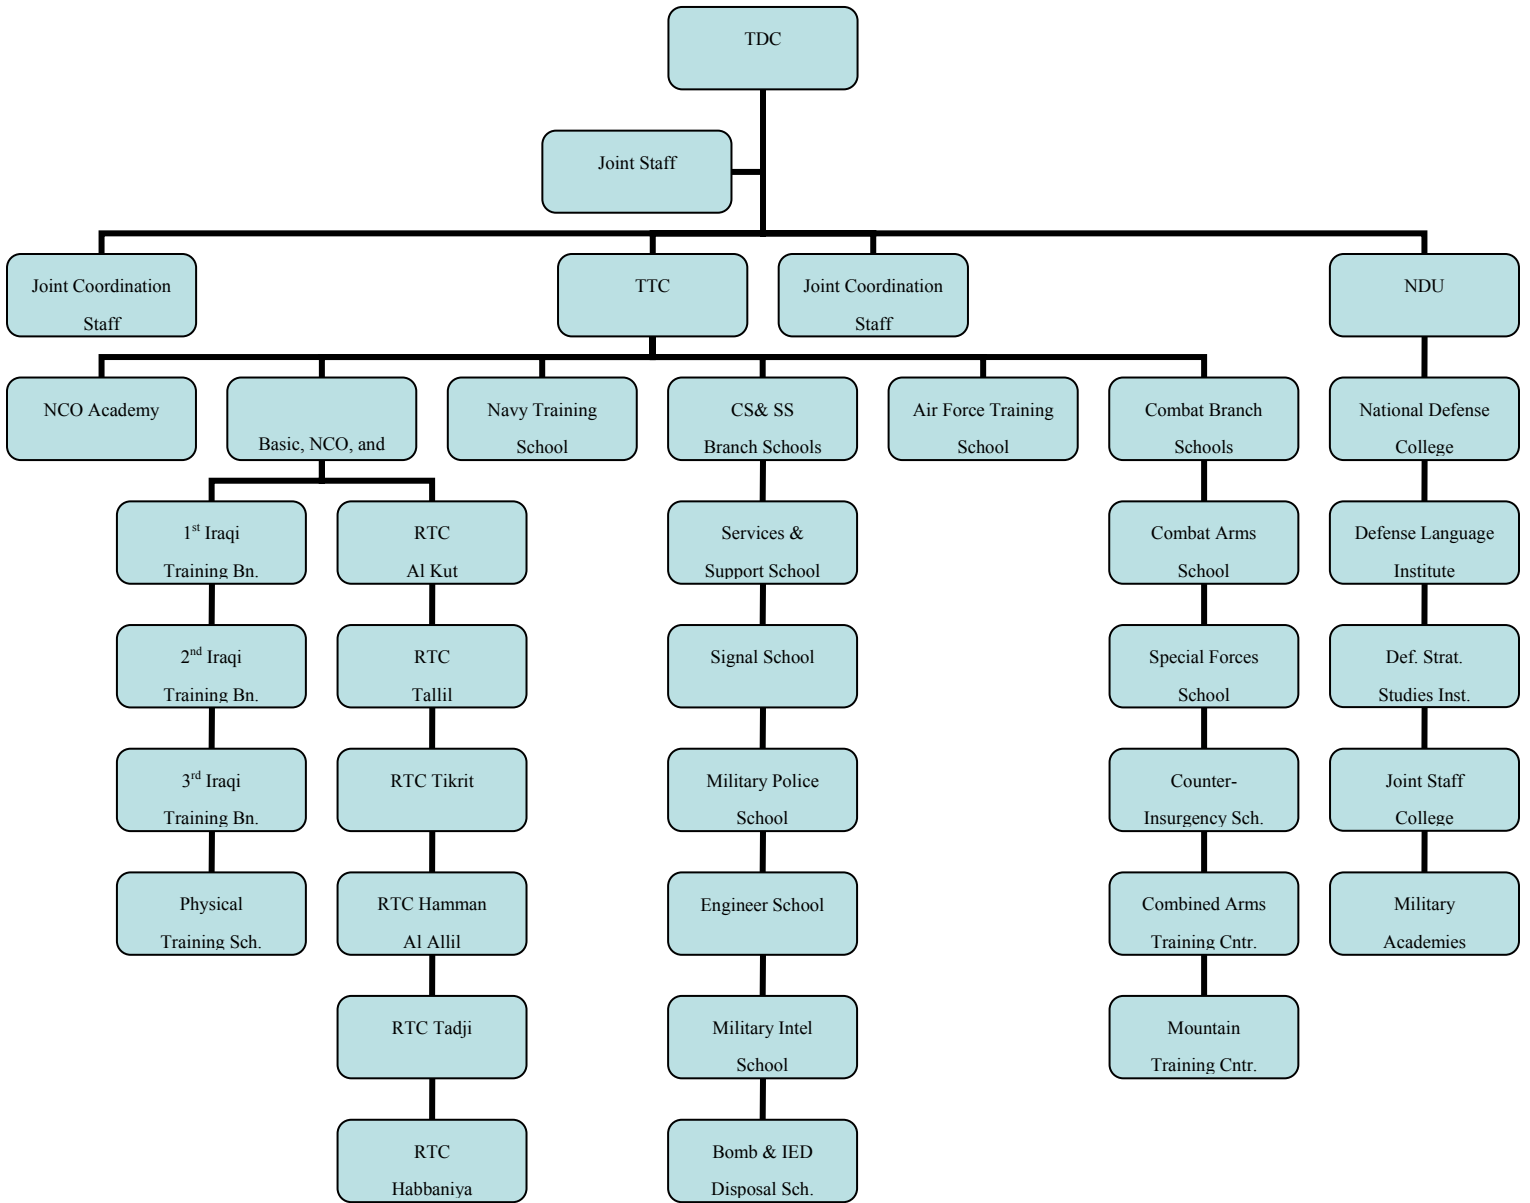 TDC
Joint Staff
Joint Coordination
Staff
TTC
Joint Coordination
Staff
NDU
NCO Academy
Basic, NCO, and
Navy Training
School
CS& SS
Branch Schools
Air Force Training
School
Combat Branch
Schools
National Defense
College
1st Iraqi
Training Bn.
RTC
Al Kut
Services &
Support School
Combat Arms
School
Defense Language
Institute
2nd Iraqi
Training Bn.
RTC
Tallil
Signal School
Special Forces
School
Def. Strat.
Studies Inst.
3rd Iraqi
Training Bn.
RTC Tikrit
Military Police
School
Counter-
Insurgency Sch.
Joint Staff
College
Physical
Training Sch.
RTC Hamman
Al Allil
Engineer School
Combined Arms
Training Cntr.
Military
Academies
RTC Tadji
Military Intel
School
Mountain
Training Cntr.
RTC
Habbaniya
Bomb & IED
Disposal Sch.